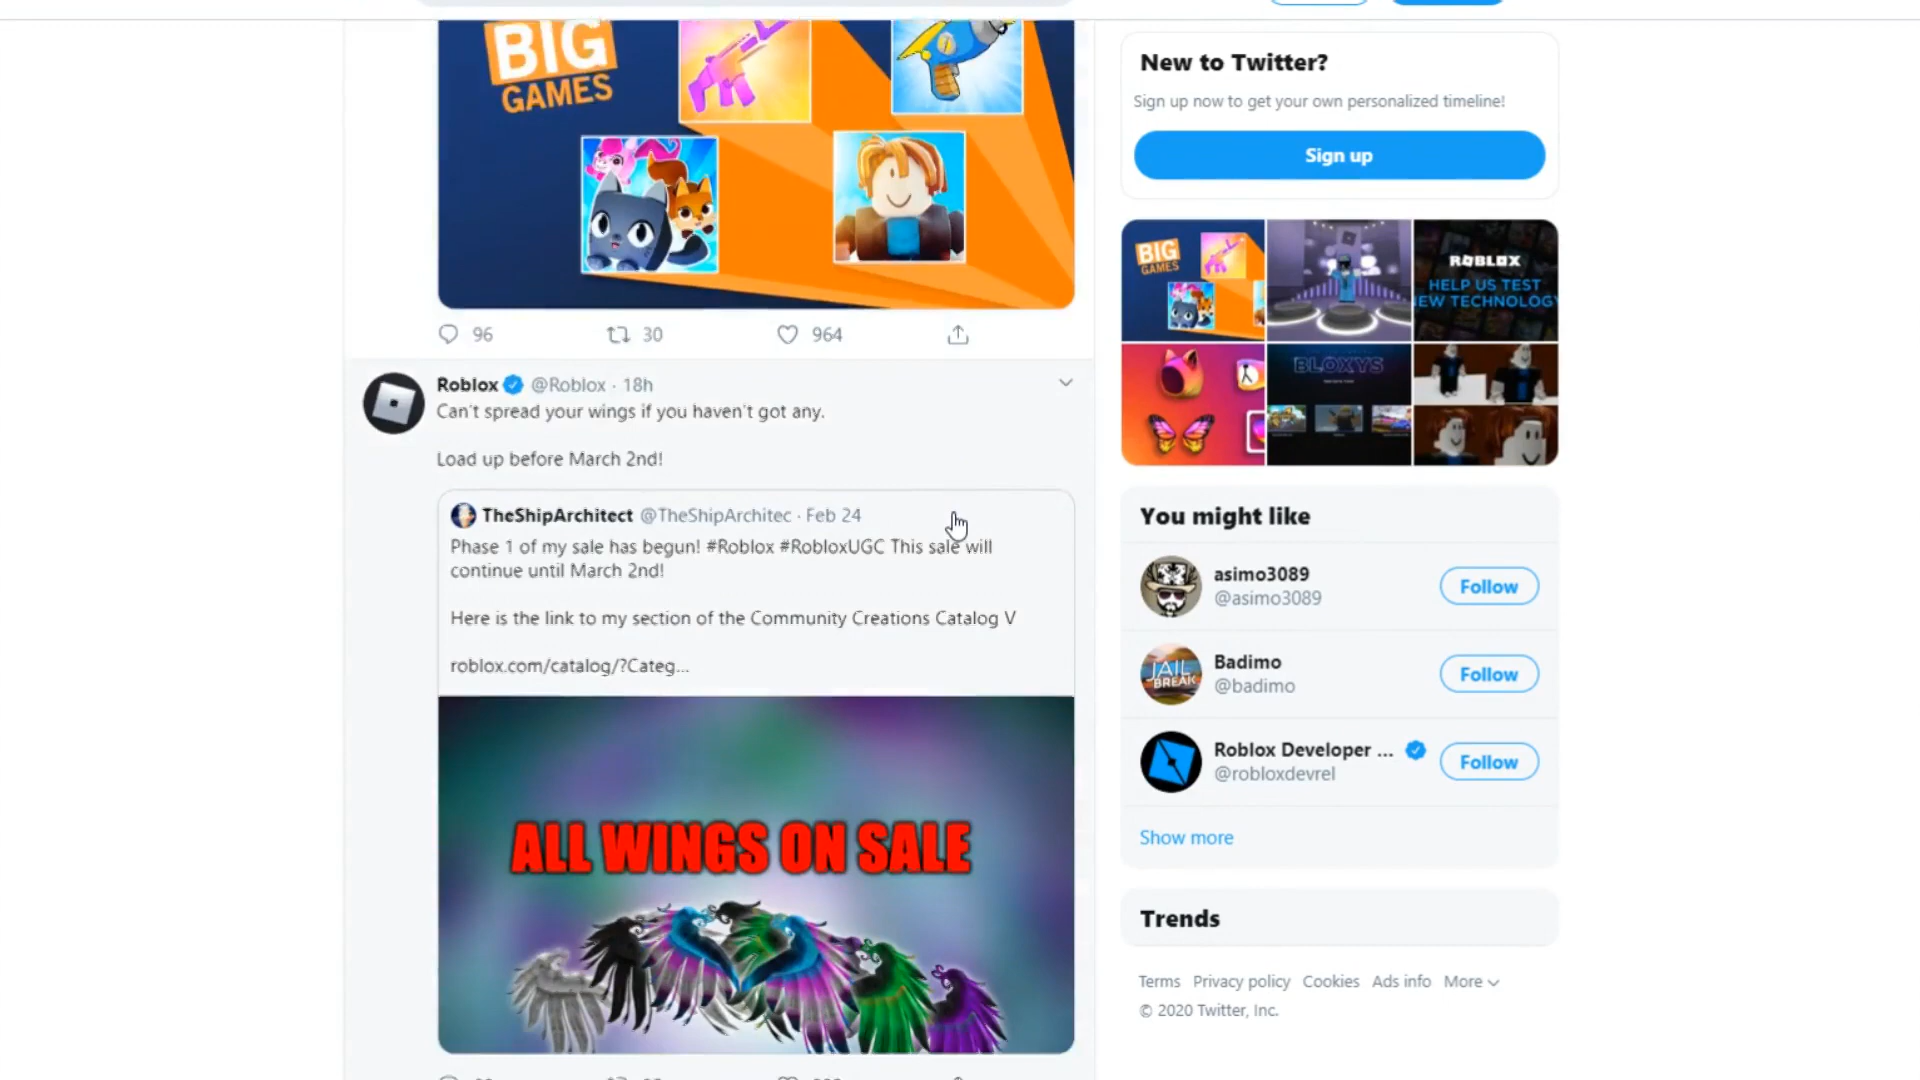 BIG
GAMES
96
30
964
Roblox @Roblox · 18h
Can't spread your wings if you haven't got any.
Load up before March 2nd!
TheShipArchitect @TheShipArchitec · Feb 24
Phase 1 of my sale has begun! #Roblox #RobloxUGC This sale will
continue until March 2nd!
Here is the link to my section of the Community Creations Catalog V
roblox.com/catalog/?Categ...
ALL WINGS ON SALE
New to Twitter?
Sign up now to get your own personalized timeline!
Sign up
BIG
GAMES
ROBLOX
HELP US TEST
NEW TECHNOLOGY
BLOXYS
You might like
asimo3089
@asimo3089
Follow
JAIL
BREAK
Badimo
@badimo
Follow
Roblox Developer ...
@robloxdevrel
Follow
Show more
Trends
Terms Privacy policy Cookies Ads info More
© 2020 Twitter, Inc.